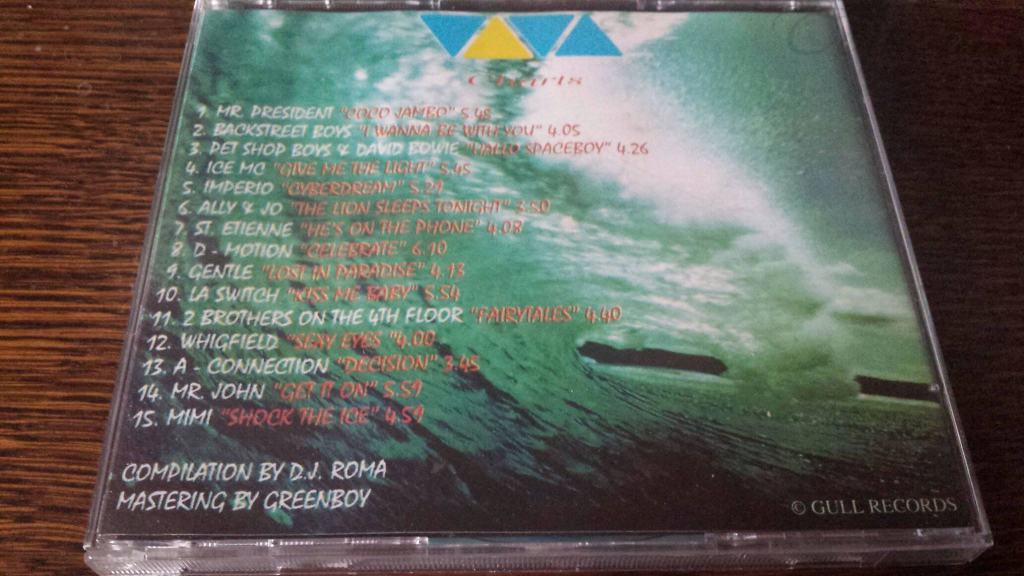 VIVA
Charts
1. MR. PRESIDENT "COCO JAMBO" 5.48
2. BACKSTREET BOYS "I WANNA BE WITH YOU" 4.05
3. PET SHOP BOYS & DAVID BOWIE "HALLO SPACEBOY" 4.26
4. ICE MC "GIVE ME THE LIGHT" 5.45
5. IMPERIO "CYBERDREAM" 5.29
6. ALLY & JO "THE LION SLEEPS TONIGHT" 3.50
7. ST. ETIENNE "HE'S ON THE PHONE" 4.08
8. D - MOTION "CELEBRATE" 6.10
9. GENTLE "LOST IN PARADISE" 4.13
10. LA SWITCH "KISS ME BABY" 5.54
11. 2 BROTHERS ON THE 4TH FLOOR "FAIRYTALES" 4.40
12. WHIGFIELD "SEXY EYES "4.00
13. A - CONNECTION "DECISION" 3.45
14. MR. JOHN "GET IT ON" 5.59
15. MIMI "SHOCK THE ICE" 4.59
COMPILATION BY D.J. ROMA
MASTERING BY GREENBOY
© GULL RECORDS